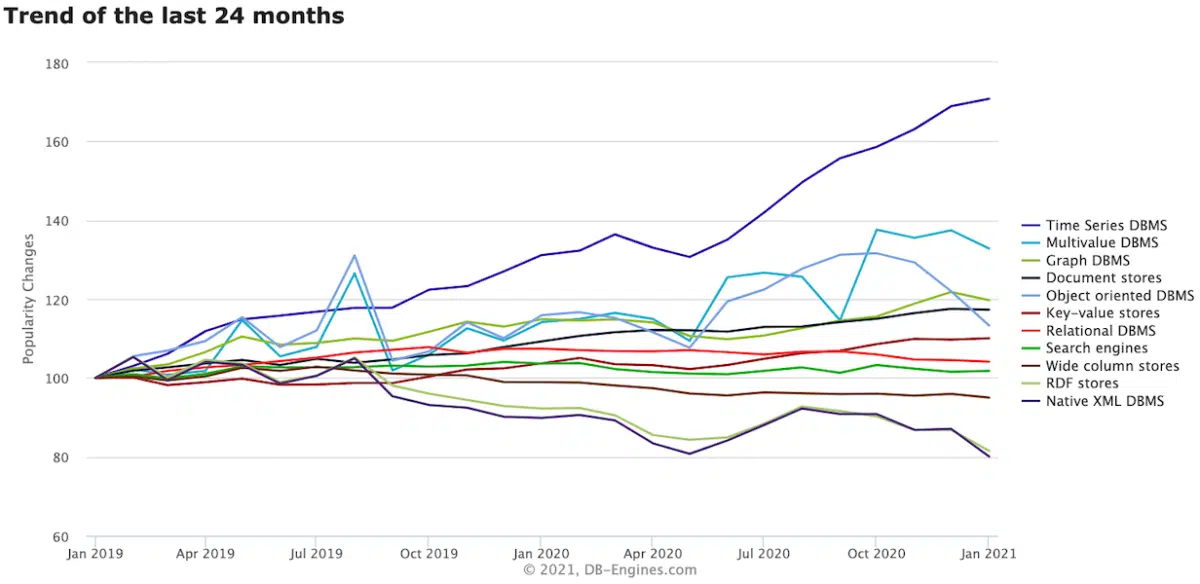 Trend of the last 24 months
180
160
140
120
100
80
60
Popularity Changes
Jan 2019 Apr 2019 Jul 2019 Oct 2019 Jan 2020 Apr 2020 Jul 2020 Oct 2020 Jan 2021
Time Series DBMS
Multivalue DBMS
Graph DBMS
Document stores
Object oriented DBMS
Key-value stores
Relational DBMS
Search engines
Wide column stores
RDF stores
Native XML DBMS
© 2021, DB-Engines.com